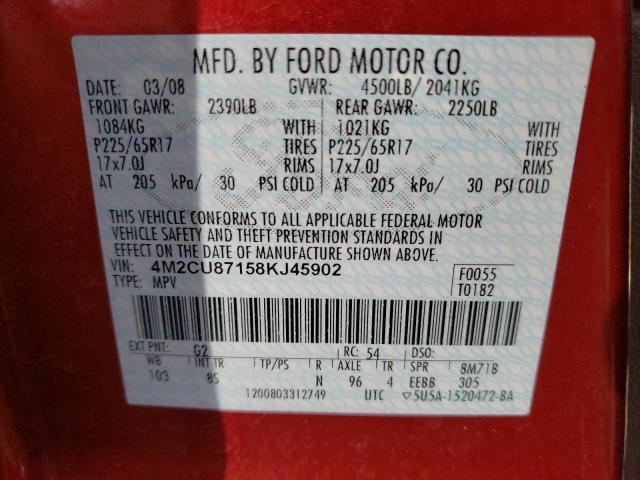 MFD. BY FORD MOTOR CO.
DATE: 03/08 GVWR: 4500LB/ 2041KG
FRONT GAWR: 2390LB REAR GAWR: 2250LB
1084KG WITH 1021KG WITH
P225/65R17 TIRES P225/65R17 TIRES
17x7.0J RIMS 17x7.0J RIMS
AT 205 kPa/ 30 PSI COLD AT 205 kPa/ 30 PSI COLD
THIS VEHICLE CONFORMS TO ALL APPLICABLE FEDERAL MOTOR
VEHICLE SAFETY AND THEFT PREVENTION STANDARDS IN
EFFECT ON THE DATE OF MANUFACTURE SHOWN ABOVE.
VIN: 4M2CU87158KJ45902 F0055
TYPE: MPV T0182
EXT PNT: G2 RC: 54 DSO:
WB INT TR TP/PS R AXLE TR SPR 8M71B
103 8S N 96 4 EEBB 305
1200803312749 UTC ▽5U5A-1520472-BA